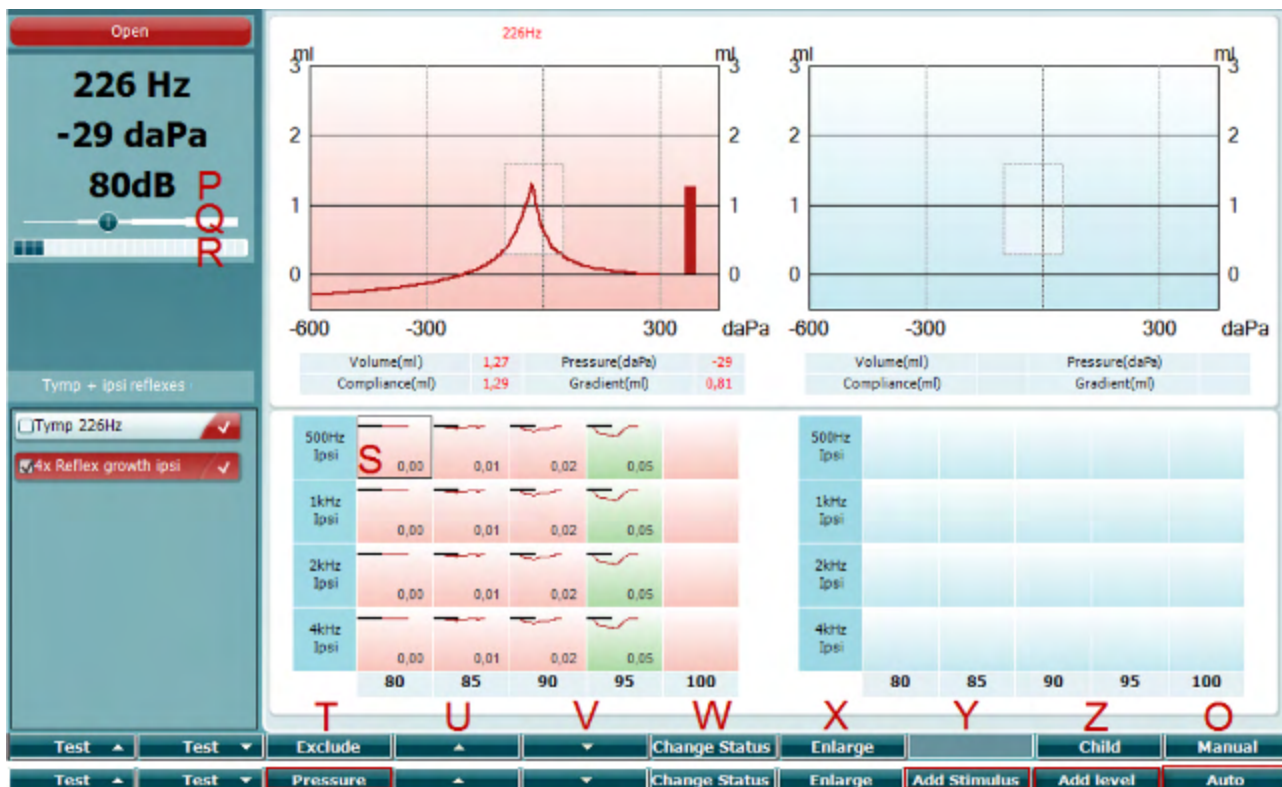 Open
226 Hz
-29 daPa
80dB P
Q
R
Tymp + ipsi reflexes
Tymp 226Hz
4x Reflex growth ipsi
226Hz
ml ml
3 3
2 2
1 1
0 0
-600 -300 300 daPa
Volume(ml) 1,27 Pressure(daPa) -29
Compliance(ml) 1,29 Gradient(ml) 0,81
ml ml
3 3
2 2
1 1
0 0
-600 -300 300 daPa
Volume(ml) Pressure(daPa)
Compliance(ml) Gradient(ml)
500Hz
Ipsi
S 0,00 0,01 0,02 0,05
1kHz
Ipsi
0,00 0,01 0,02 0,05
2kHz
Ipsi
0,00 0,01 0,02 0,05
4kHz
Ipsi
0,00 0,01 0,02 0,05
80 85 90 95 100
500Hz
Ipsi
1kHz
Ipsi
2kHz
Ipsi
4kHz
Ipsi
80 85 90 95 100
T U V W X Y Z O
Test Test Exclude Change Status Enlarge Child Manual
Test Test Pressure Change Status Enlarge Add Stimulus Add level Auto